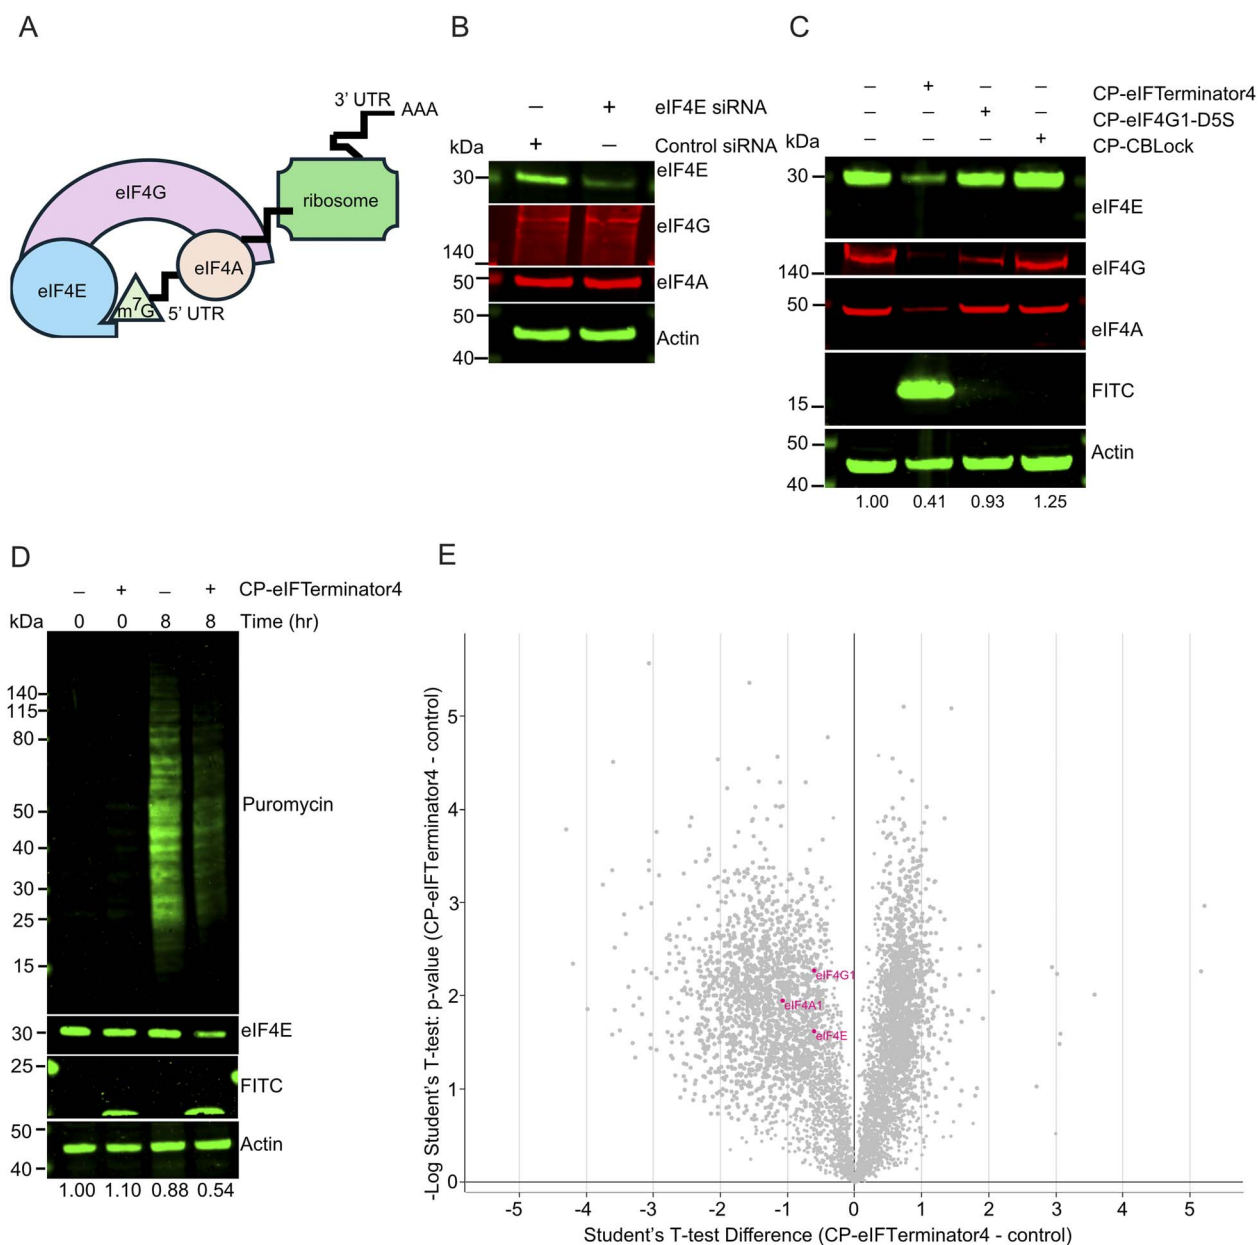 A
3' UTR
AAA
eIF4G
ribosome
eIF4A
eIF4E
m7G
5' UTR
B
– + eIF4E siRNA
kDa + – Control siRNA
30 eIF4E
eIF4G
140
50 eIF4A
50
Actin
40
C
– + – – CP-eIFTerminator4
– – + – CP-eIF4G1-D5S
kDa – – – + CP-CBLock
30
eIF4E
eIF4G
140
50
eIF4A
FITC
15
50
Actin
40
1.00 0.41 0.93 1.25
D
– + – + CP-eIFTerminator4
kDa 0 0 8 8 Time (hr)
140
115
80
50 Puromycin
40
30
25
15
30 eIF4E
25
FITC
50
Actin
40
1.00 1.10 0.88 0.54
E
-Log Student's T-test: p-value (CP-eIFTerminator4 - control)
5
4
3
2
1
0
eIF4G1
eIF4A1
eIF4E
-5 -4 -3 -2 -1 0 1 2 3 4 5
Student's T-test Difference (CP-eIFTerminator4 - control)